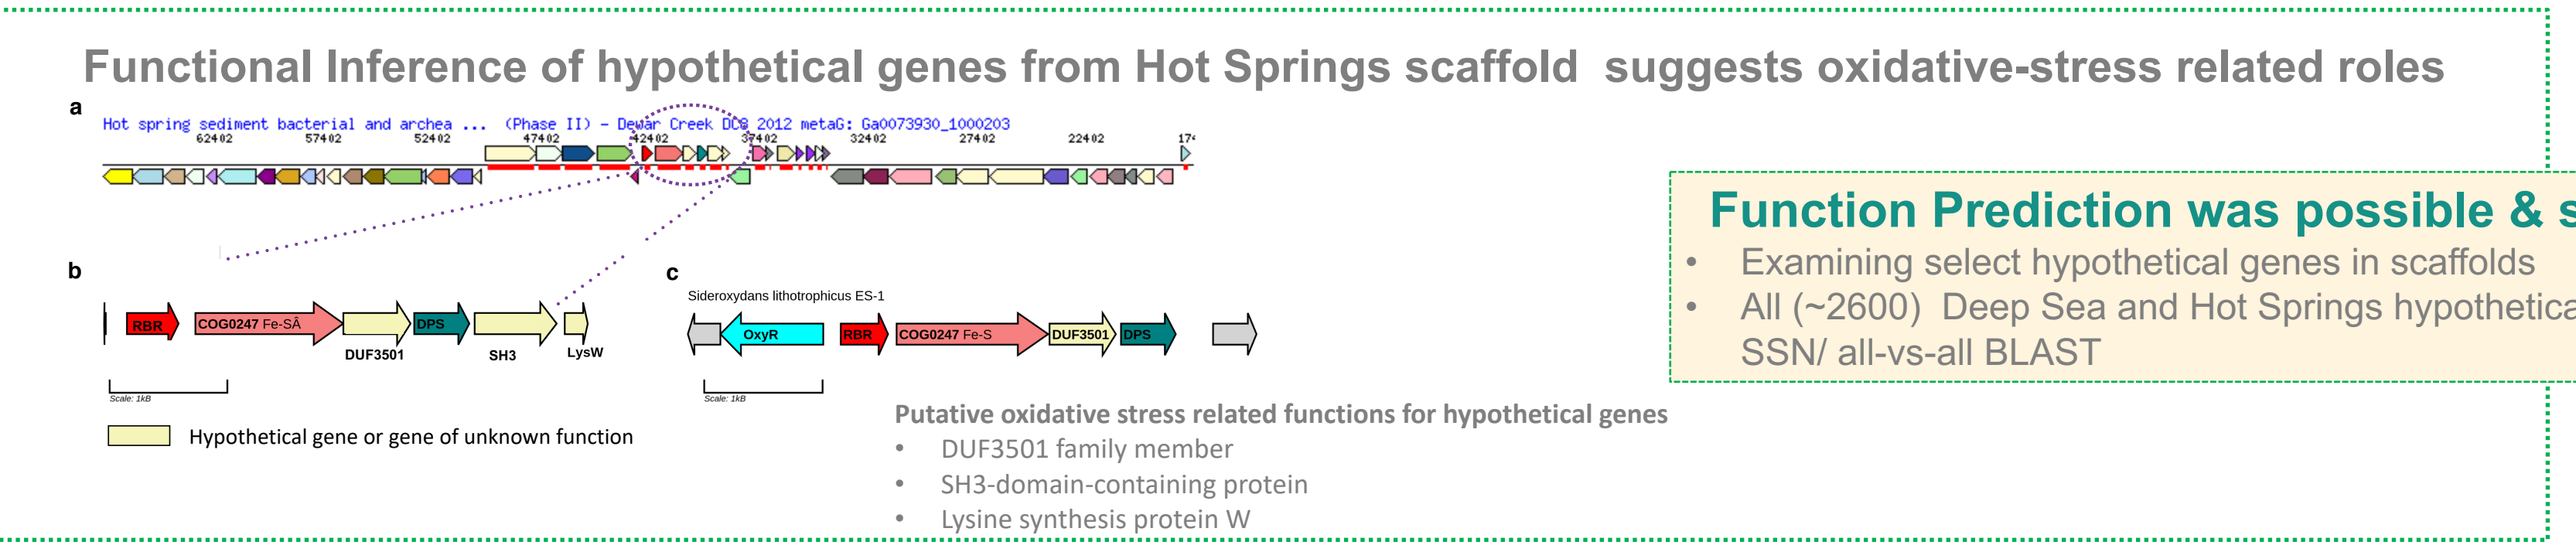 Functional Inference of hypothetical genes from Hot Springs scaffold suggests oxidative-stress related roles
a
Hot spring sediment bacterial and archea ... (Phase II) - Dewar Creek DC8 2012 metaG: Ga0073930_1000203
62402 57402 52402 47402 42402 37402 32402 27402 22402 174
b
RBR COG0247 Fe-SÂ DPS
DUF3501 SH3 LysW
Scale: 1kB
Hypothetical gene or gene of unknown function
c
Sideroxydans lithotrophicus ES-1
OxyR RBR COG0247 Fe-S DUF3501 DPS
Scale: 1kB
Putative oxidative stress related functions for hypothetical genes
• DUF3501 family member
• SH3-domain-containing protein
• Lysine synthesis protein W
Function Prediction was possible & s
• Examining select hypothetical genes in scaffolds
• All (~2600) Deep Sea and Hot Springs hypothetica
SSN/ all-vs-all BLAST